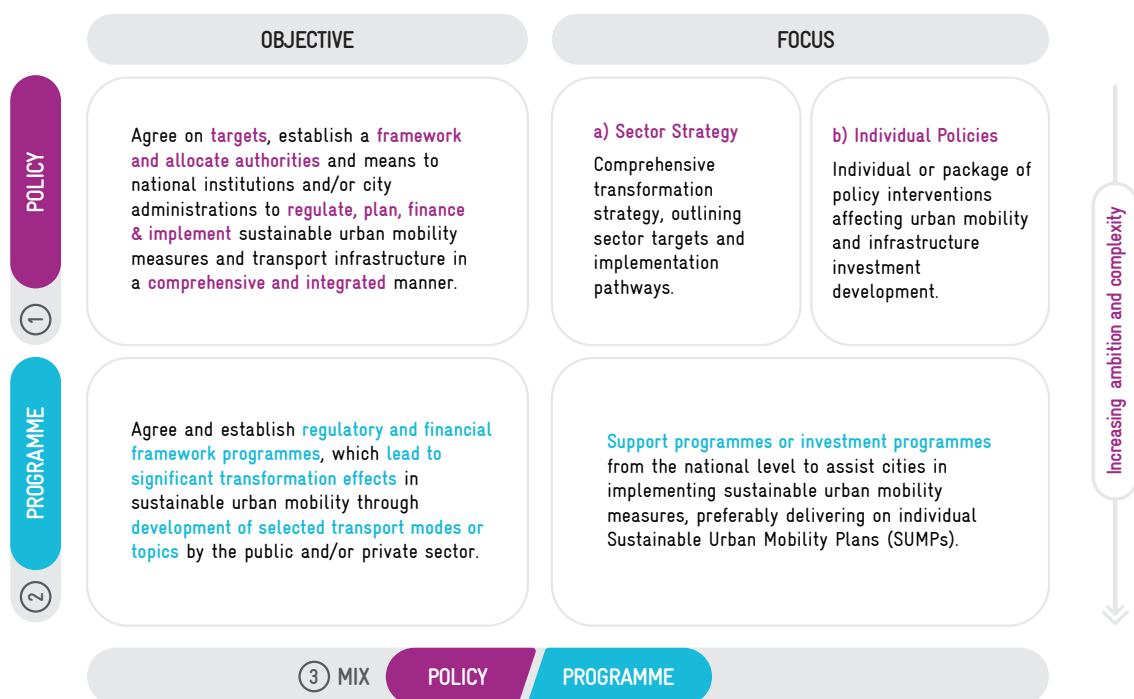 OBJECTIVE
FOCUS
POLICY
1
Agree on targets, establish a framework
and allocate authorities and means to
national institutions and/or city
administrations to regulate, plan, finance
& implement sustainable urban mobility
measures and transport infrastructure in
a comprehensive and integrated manner.
a) Sector Strategy
Comprehensive
transformation
strategy, outlining
sector targets and
implementation
pathways.
b) Individual Policies
Individual or package of
policy interventions
affecting urban mobility
and infrastructure
investment
development.
Increasing ambition and complexity
PROGRAMME
2
Agree and establish regulatory and financial
framework programmes, which lead to
significant transformation effects in
sustainable urban mobility through
development of selected transport modes or
topics by the public and/or private sector.
Support programmes or investment programmes
from the national level to assist cities in
implementing sustainable urban mobility
measures, preferably delivering on individual
Sustainable Urban Mobility Plans (SUMPs).
3 MIX POLICY PROGRAMME